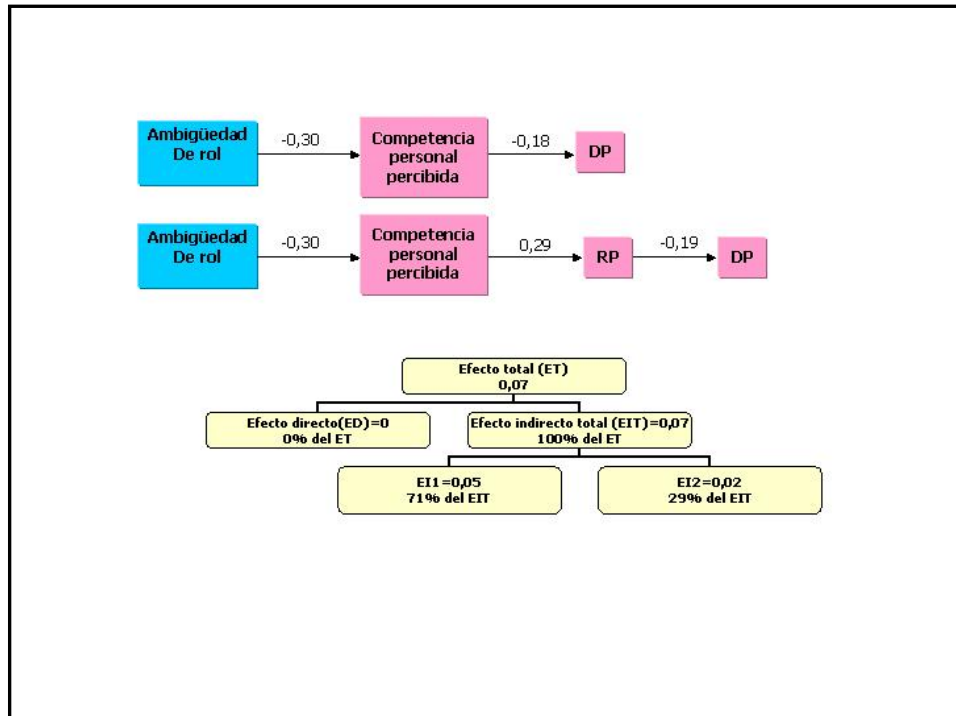 Ambigüedad
De rol
-0,30
Competencia
personal
percibida
-0,18
DP
Ambigüedad
De rol
-0,30
Competencia
personal
percibida
0,29
RP
-0,19
DP
Efecto total (ET)
0,07
Efecto directo(ED)=0
0% del ET
Efecto indirecto total (EIT)=0,07
100% del ET
EI1=0,05
71% del EIT
EI2=0,02
29% del EIT